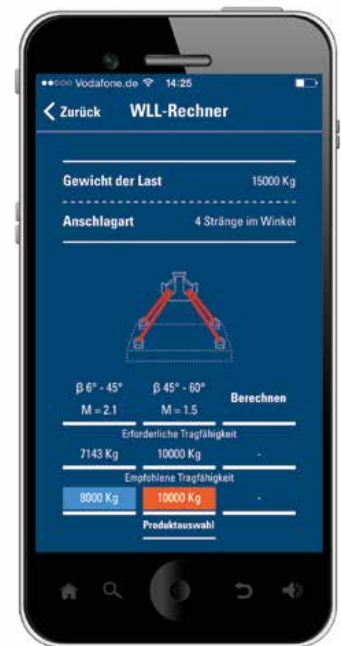 Vodafone.de 14:25
Zurück WLL-Rechner
Gewicht der Last 15000 Kg
Anschlagart 4 Stränge im Winkel
β 6° - 45° β 45° - 60° Berechnen
M = 2.1 M = 1.5
Erforderliche Tragfähigkeit
7143 Kg 10000 Kg -
Empfohlene Tragfähigkeit
8000 Kg 10000 Kg -
Produktauswahl